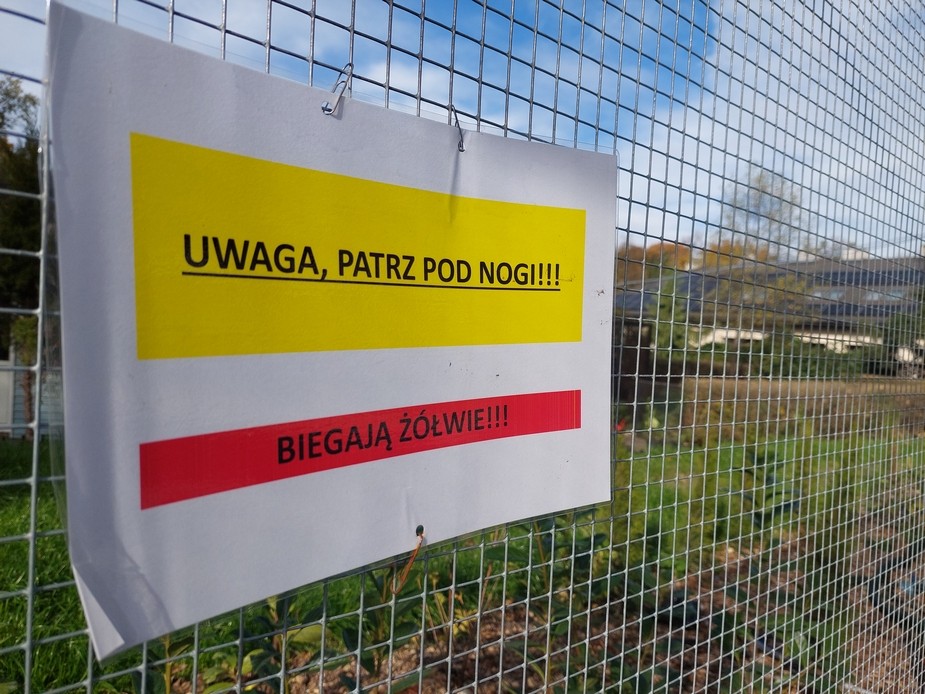 UWAGA, PATRZ POD NOGI!!!
BIEGAJĄ ŻÓŁWIE!!!